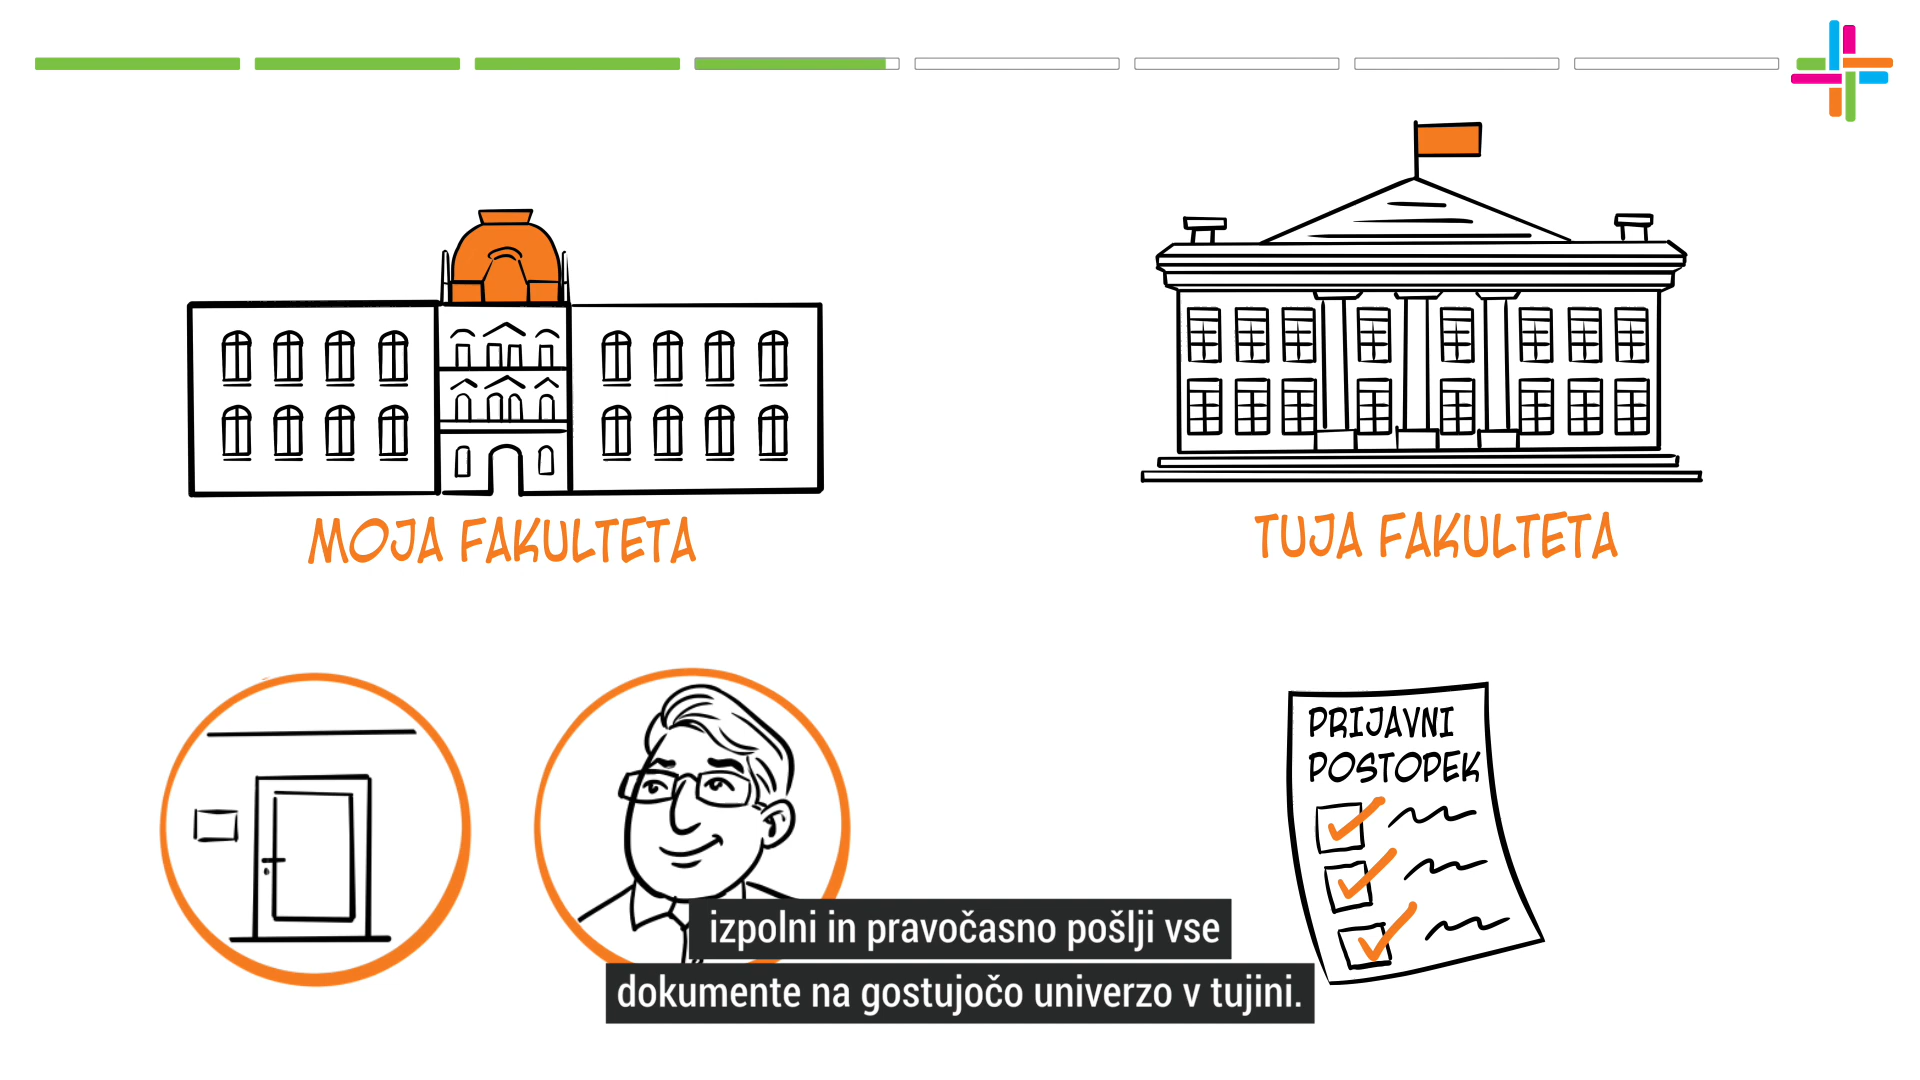 MOJA FAKULTETA
TUJA FAKULTETA
PRIJAVNI
POSTOPEK
izpolni in pravočasno pošlji vse
dokumente na gostujočo univerzo v tujini.